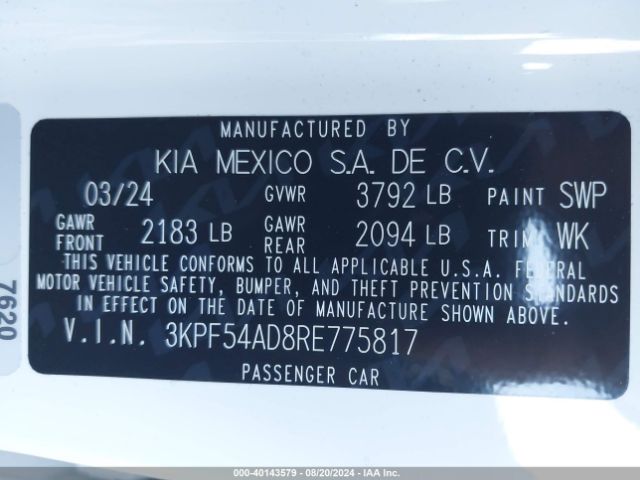 MANUFACTURED BY
KIA MEXICO S.A. DE C.V.
03/24 GVWR 3792 LB PAINT SWP
GAWR FRONT 2183 LB GAWR REAR 2094 LB TRIM WK
THIS VEHICLE CONFORMS TO ALL APPLICABLE U.S.A. FEDERAL
MOTOR VEHICLE SAFETY, BUMPER, AND THEFT PREVENTION STANDARDS
IN EFFECT ON THE DATE OF MANUFACTURE SHOWN ABOVE.
V.I.N. 3KPF54AD8RE775817
PASSENGER CAR
7620
000-40143579 - 08/20/2024 - IAA Inc.